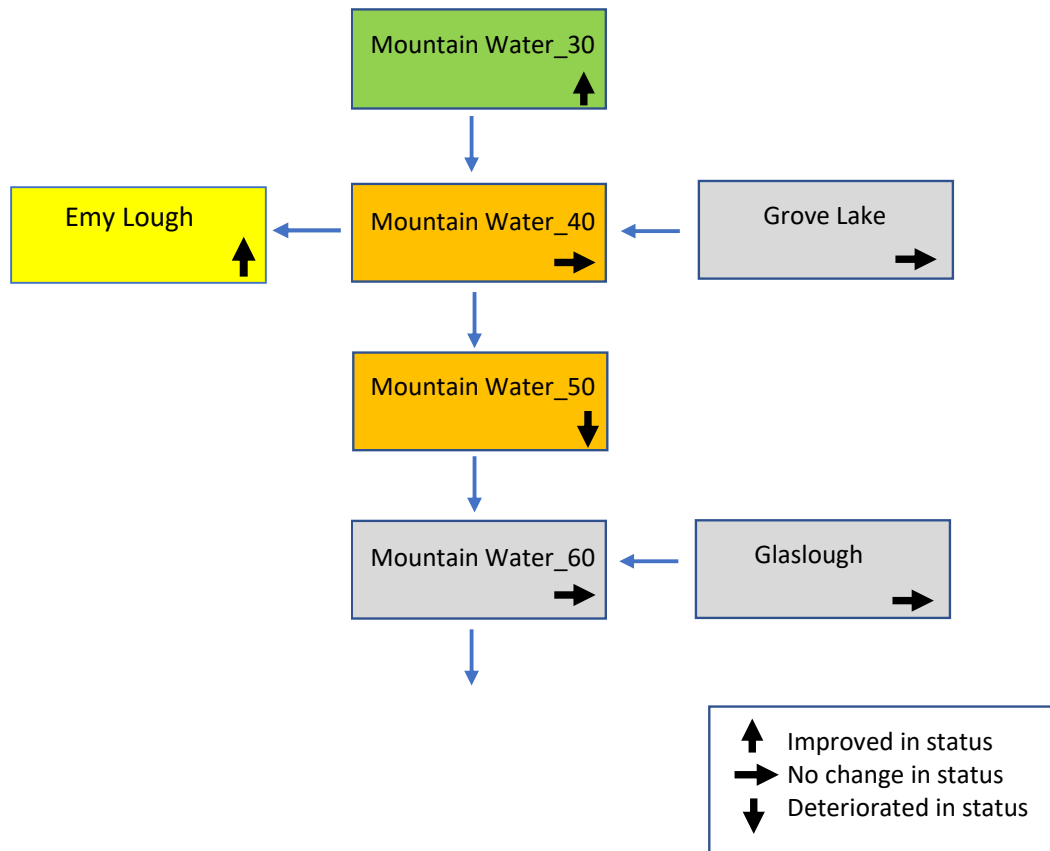 Mountain Water_30
Emy Lough
Mountain Water_40
Grove Lake
Mountain Water_50
Mountain Water_60
Glaslough
Improved in status
No change in status
Deteriorated in status